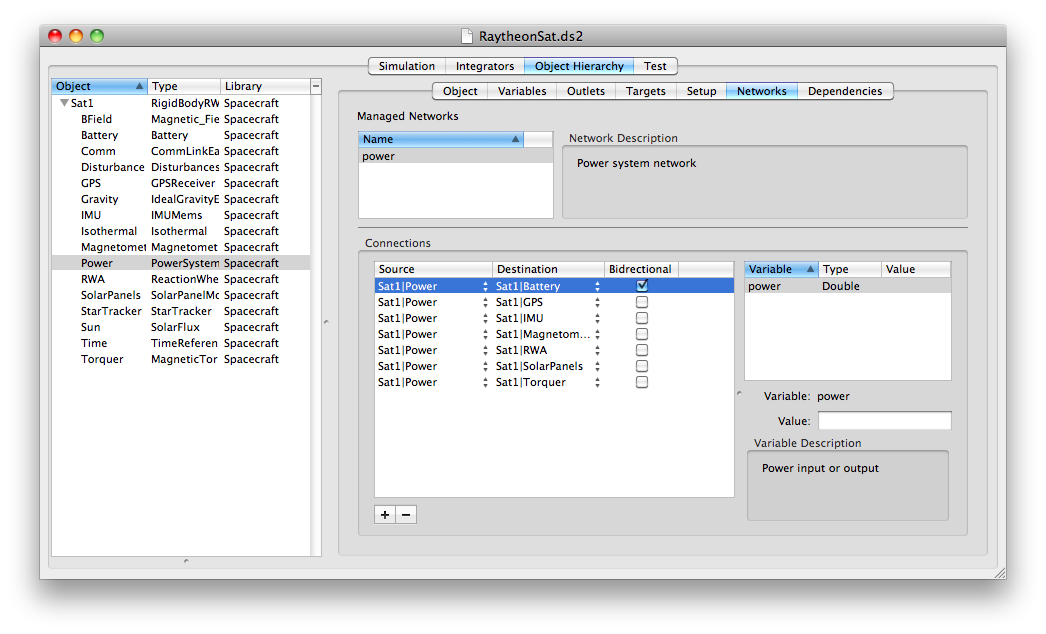 RaytheonSat.ds2
Simulation Integrators Object Hierarchy Test
Object Type Library
Sat1 RigidBodyRW Spacecraft
BField Magnetic_Fie Spacecraft
Battery Battery Spacecraft
Comm CommLinkEa Spacecraft
Disturbance Disturbances Spacecraft
GPS GPSReceiver Spacecraft
Gravity IdealGravityE Spacecraft
IMU IMUMems Spacecraft
Isothermal Isothermal Spacecraft
Magnetomet Magnetomet Spacecraft
Power PowerSystem Spacecraft
RWA ReactionWhe Spacecraft
SolarPanels SolarPanelMo Spacecraft
StarTracker StarTracker Spacecraft
Sun SolarFlux Spacecraft
Time TimeReferen Spacecraft
Torquer MagneticTor Spacecraft
Object Variables Outlets Targets Setup Networks Dependencies
Managed Networks
Name
power
Network Description
Power system network
Connections
Source Destination Bidrectional
Sat1|Power Sat1|Battery
Sat1|Power Sat1|GPS
Sat1|Power Sat1|IMU
Sat1|Power Sat1|Magnetom...
Sat1|Power Sat1|RWA
Sat1|Power Sat1|SolarPanels
Sat1|Power Sat1|Torquer
+ −
Variable Type Value
power Double
Variable: power
Value:
Variable Description
Power input or output